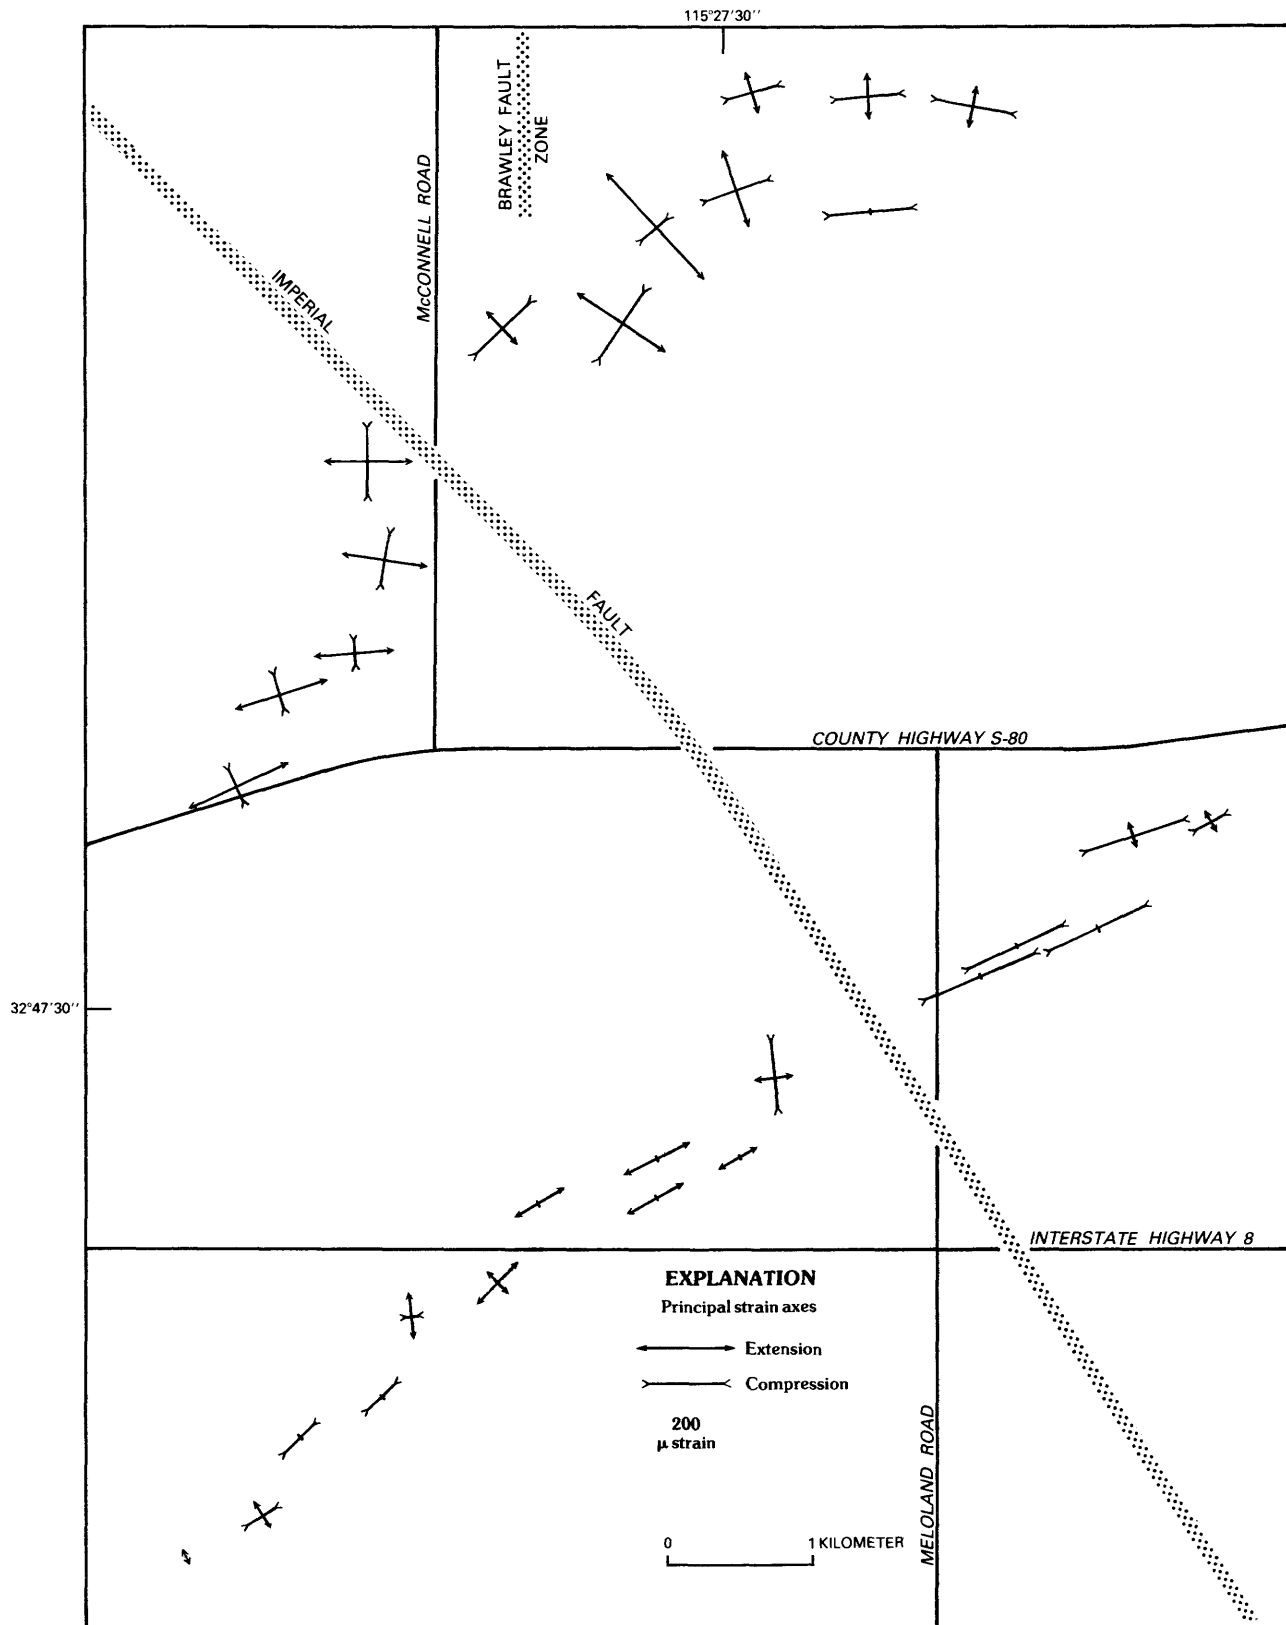 115°27'30''
BRAWLEY FAULT
ZONE
McCONNELL ROAD
IMPERIAL
FAULT
COUNTY HIGHWAY S-80
32°47'30''
INTERSTATE HIGHWAY 8
EXPLANATION
Principal strain axes
Extension
Compression
200
μ strain
MELOLAND ROAD
0 1 KILOMETER